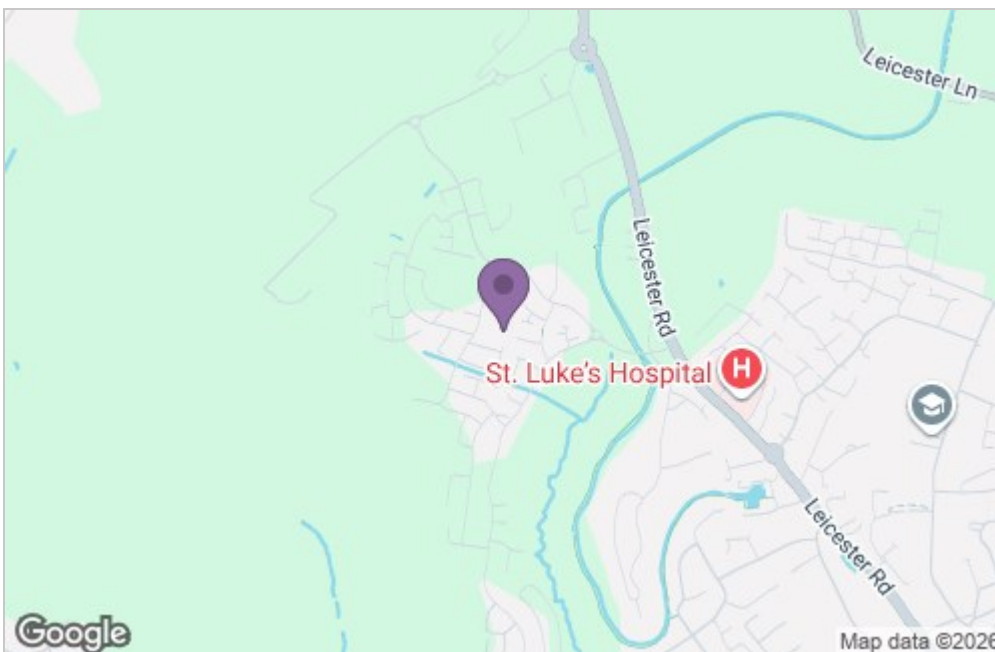 Leicester Ln
Leicester Rd
St. Luke's Hospital
H
Leicester Rd
Google
Map data ©2026